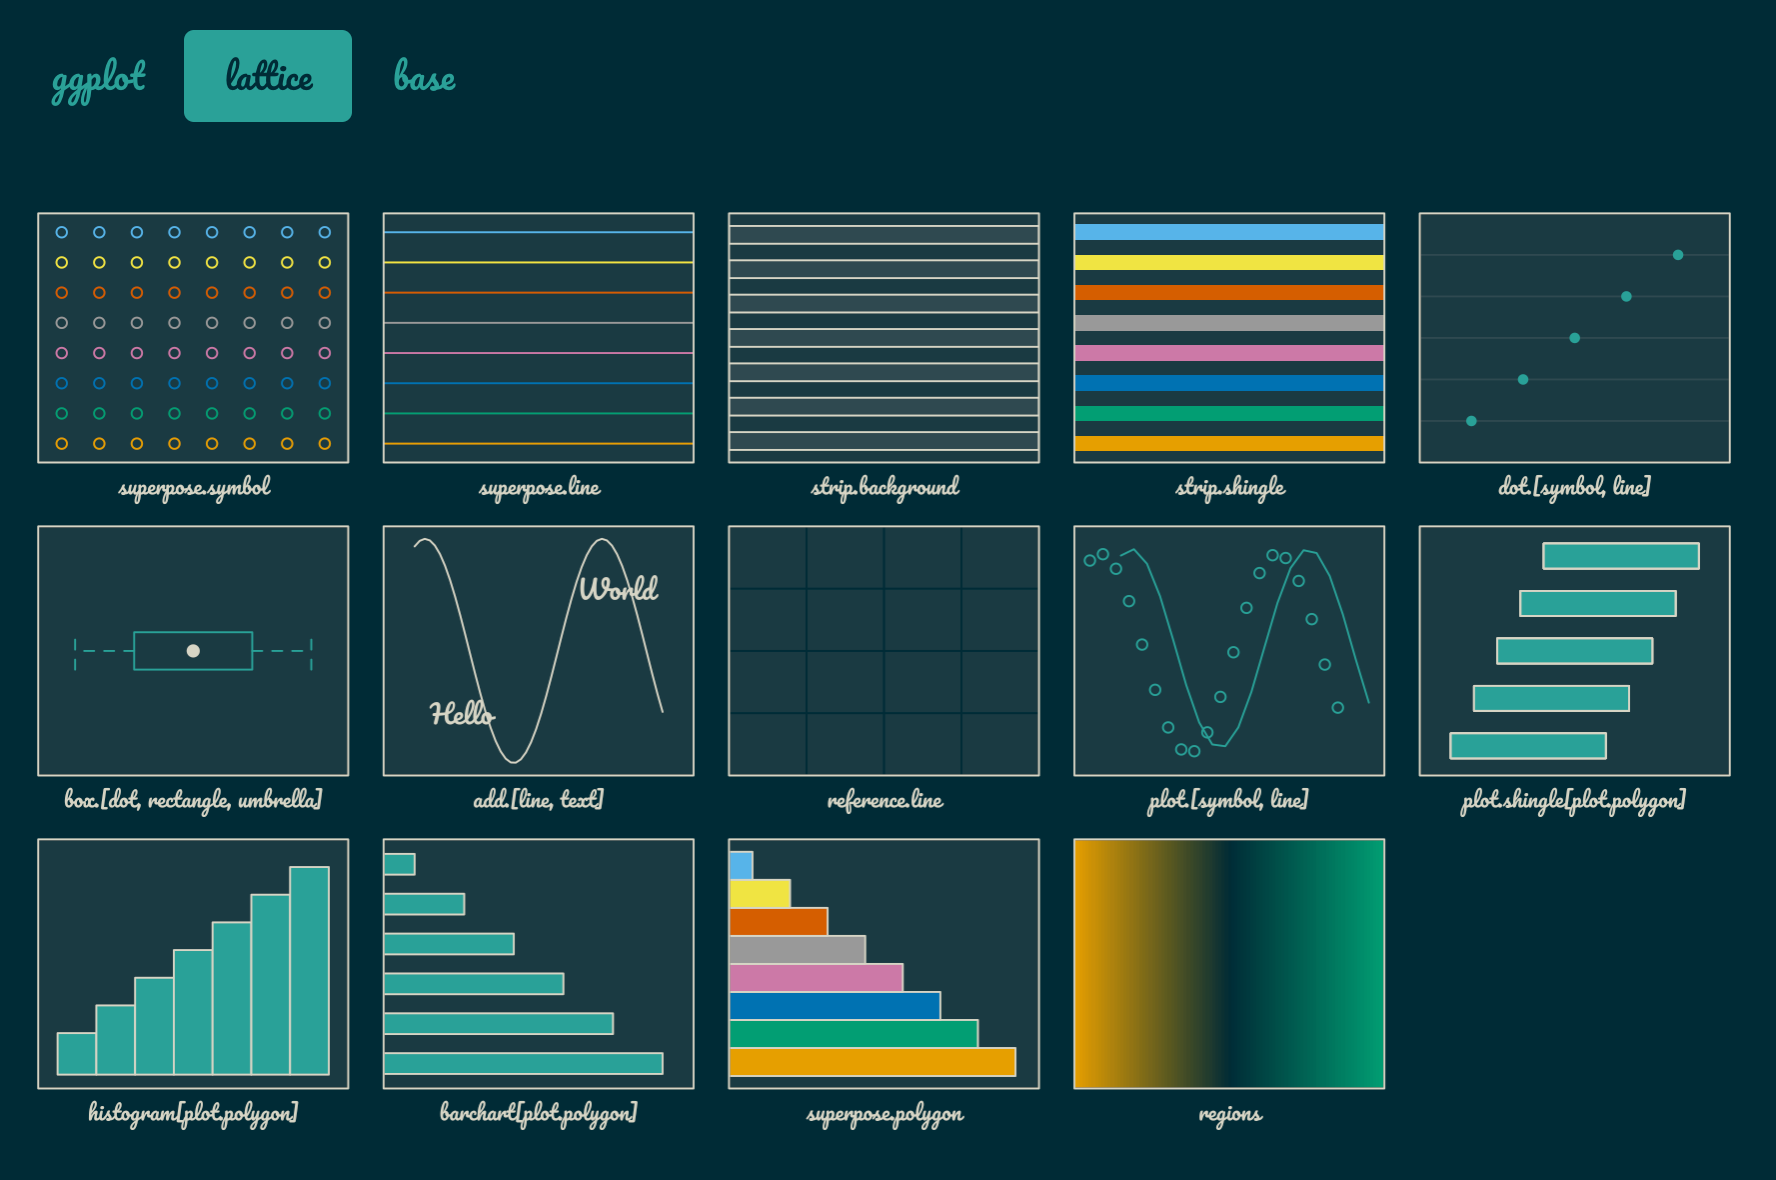 ggplot lattice base
superpose.symbol superpose.line strip.background strip.shingle dot.[symbol, line]
World
Hello
box.[dot, rectangle, umbrella] add.[line, text] reference.line plot.[symbol, line] plot.shingle[plot.polygon]
histogram[plot.polygon] barchart[plot.polygon] superpose.polygon regions